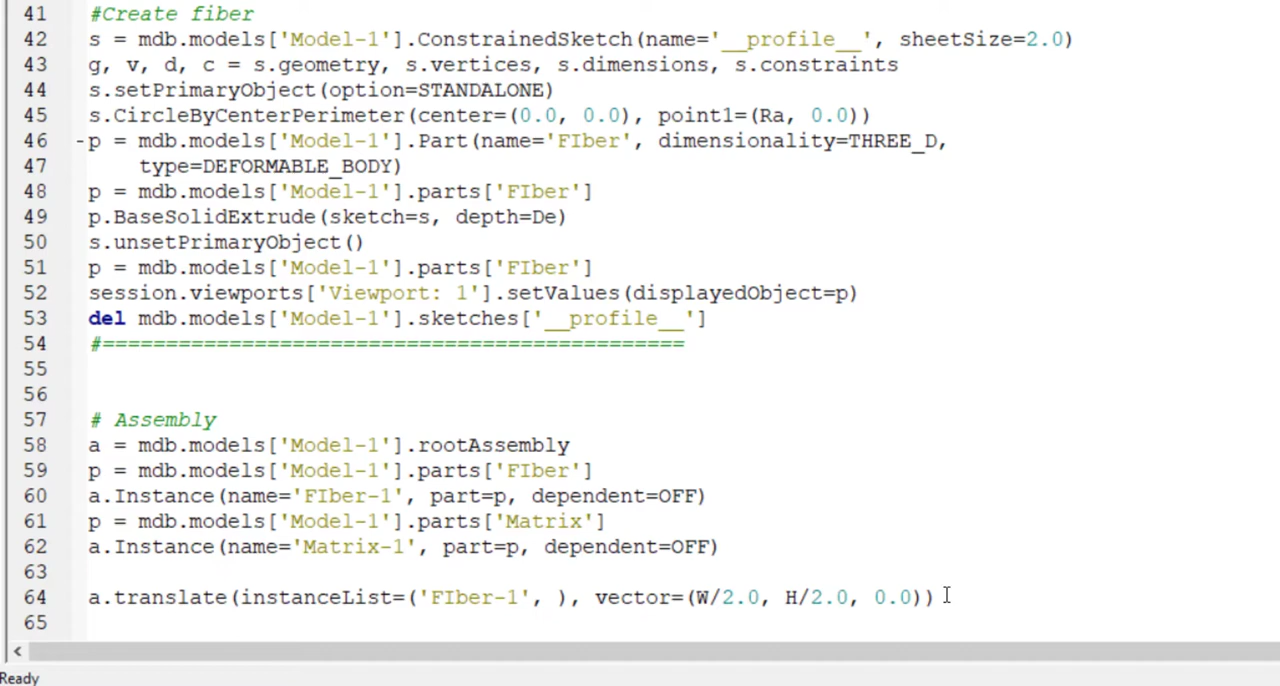 41 #Create fiber
42 s = mdb.models['Model-1'].ConstrainedSketch(name='__profile__', sheetSize=2.0)
43 g, v, d, c = s.geometry, s.vertices, s.dimensions, s.constraints
44 s.setPrimaryObject(option=STANDALONE)
45 s.CircleByCenterPerimeter(center=(0.0, 0.0), point1=(Ra, 0.0))
46 -p = mdb.models['Model-1'].Part(name='FIber', dimensionality=THREE_D,
47     type=DEFORMABLE_BODY)
48 p = mdb.models['Model-1'].parts['FIber']
49 p.BaseSolidExtrude(sketch=s, depth=De)
50 s.unsetPrimaryObject()
51 p = mdb.models['Model-1'].parts['FIber']
52 session.viewports['Viewport: 1'].setValues(displayedObject=p)
53 del mdb.models['Model-1'].sketches['__profile__']
54 #==============================================
55
56
57 # Assembly
58 a = mdb.models['Model-1'].rootAssembly
59 p = mdb.models['Model-1'].parts['FIber']
60 a.Instance(name='FIber-1', part=p, dependent=OFF)
61 p = mdb.models['Model-1'].parts['Matrix']
62 a.Instance(name='Matrix-1', part=p, dependent=OFF)
63
64 a.translate(instanceList=('FIber-1', ), vector=(W/2.0, H/2.0, 0.0))
65
Ready